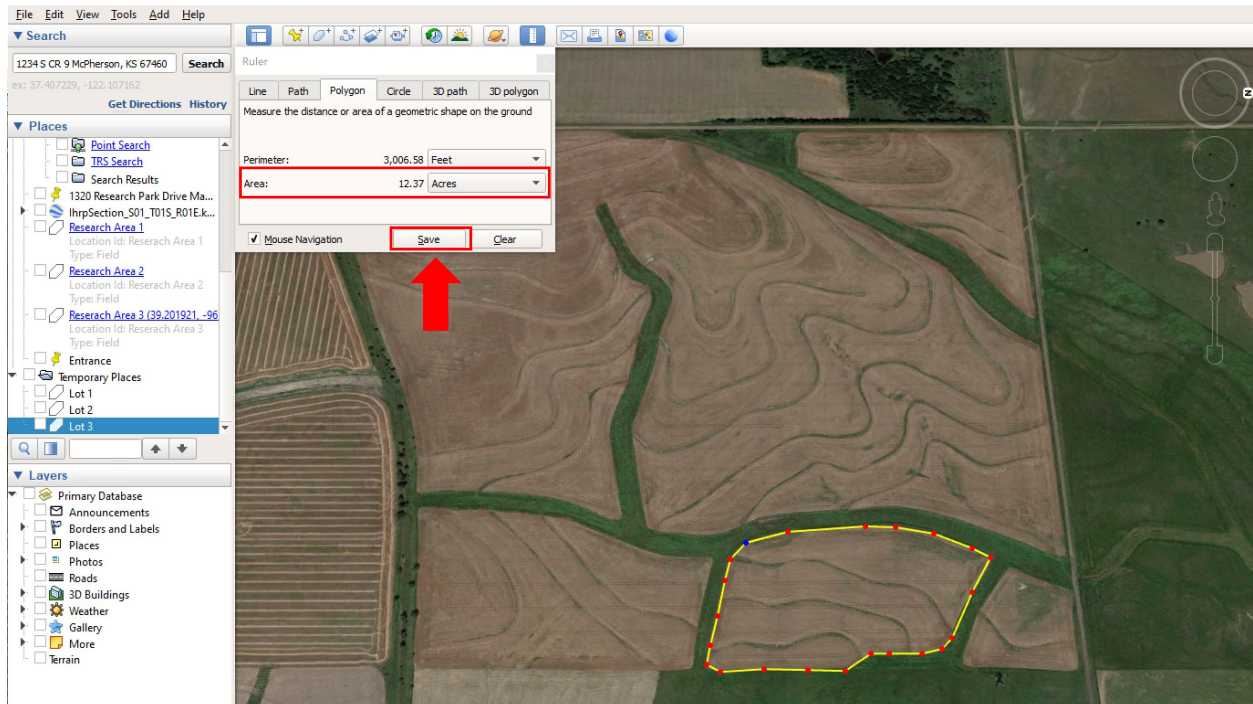 File Edit View Tools Add Help
Search
1234 S CR 9 McPherson, KS 67460 Search
ex: 37.407229, -122.107162
Get Directions History
Places
Point Search
TRS Search
Search Results
1320 Research Park Drive Ma...
IhrpSection_S01_T01S_R01E.k...
Research Area 1
Location Id: Reserach Area 1
Type: Field
Research Area 2
Location Id: Reserach Area 2
Type: Field
Reserach Area 3 (39.201921, -96
Location Id: Reserach Area 3
Type: Field
Entrance
Temporary Places
Lot 1
Lot 2
Lot 3
Layers
Primary Database
Announcements
Borders and Labels
Places
Photos
Roads
3D Buildings
Weather
Gallery
More
Terrain
Ruler
Line Path Polygon Circle 3D path 3D polygon
Measure the distance or area of a geometric shape on the ground
Perimeter: 3,006.58 Feet
Area: 12.37 Acres
Mouse Navigation Save Clear
N